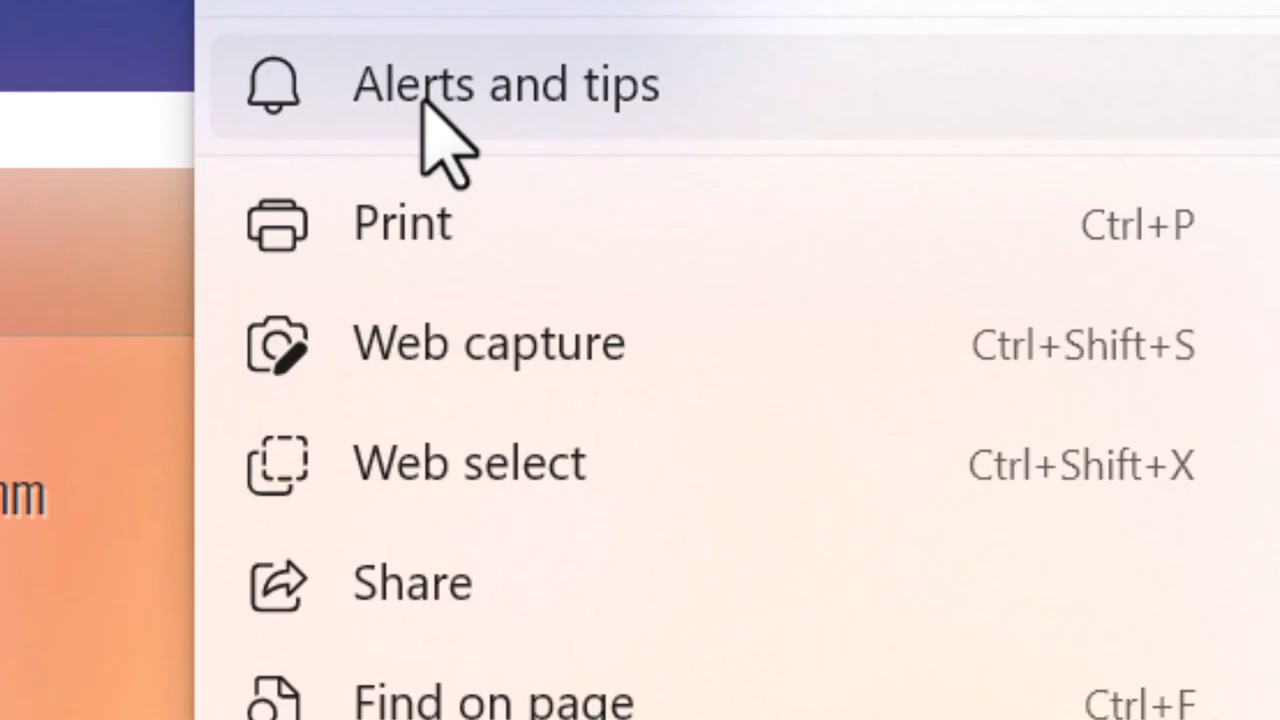 Alerts and tips
Print Ctrl+P
Web capture Ctrl+Shift+S
Web select Ctrl+Shift+X
Share
Find on page Ctrl+F